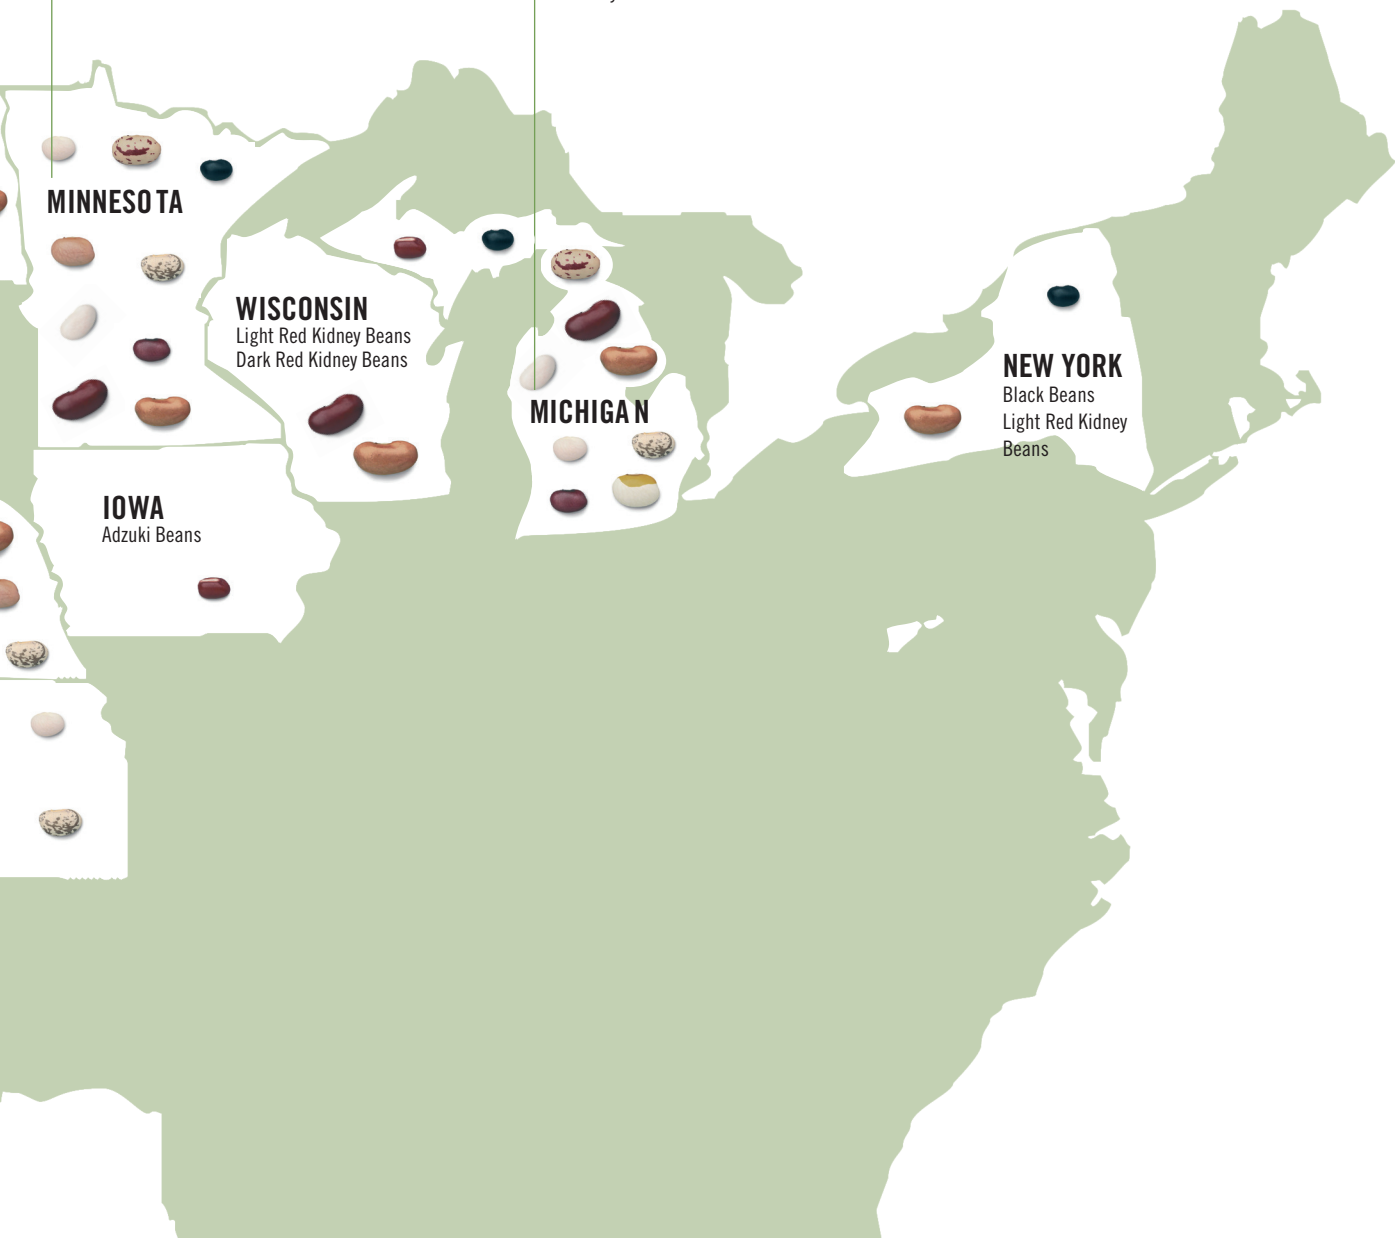 MINNESOTA
WISCONSIN
Light Red Kidney Beans
Dark Red Kidney Beans
MICHIGAN
NEW YORK
Black Beans
Light Red Kidney
Beans
IOWA
Adzuki Beans